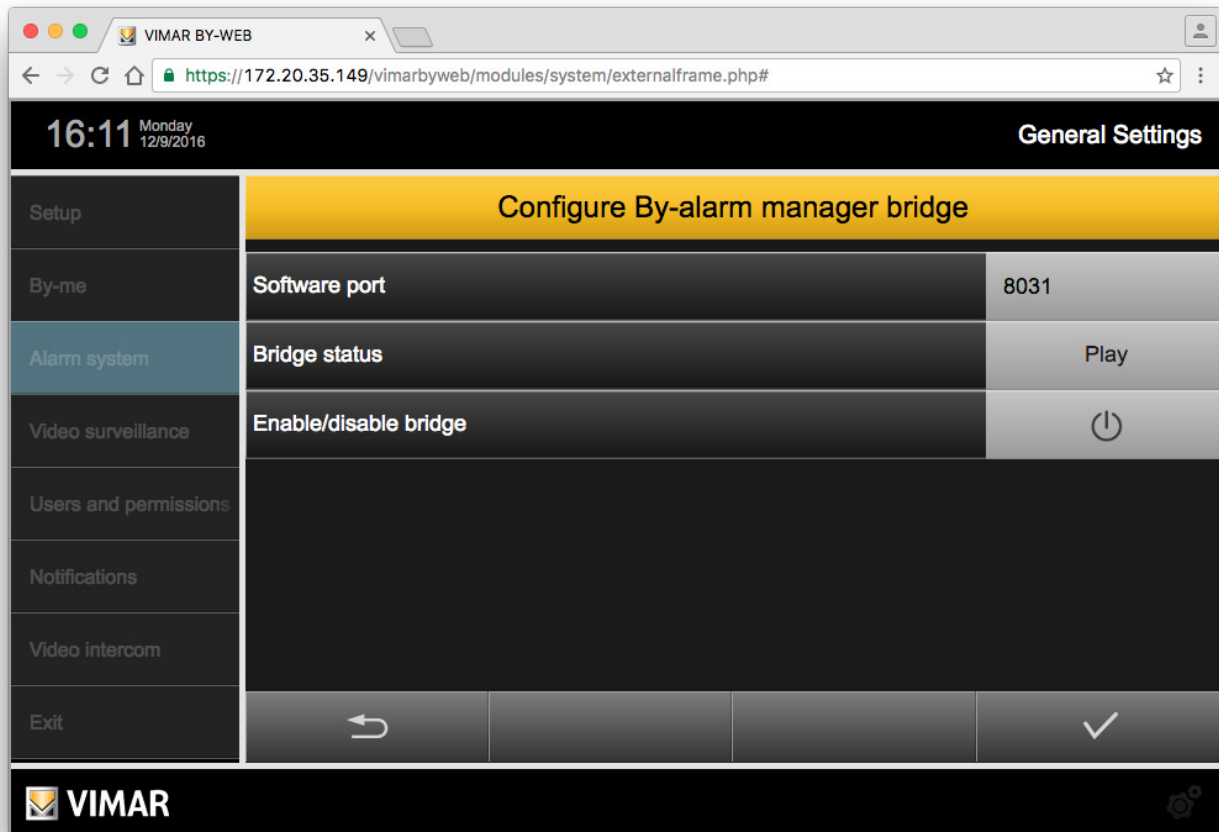 VIMAR BY-WEB
https://172.20.35.149/vimarbyweb/modules/system/externalframe.php#
16:11 Monday
12/9/2016
General Settings
Setup
By-me
Alarm system
Video surveillance
Users and permissions
Notifications
Video intercom
Exit
Configure By-alarm manager bridge
Software port 8031
Bridge status Play
Enable/disable bridge
VIMAR